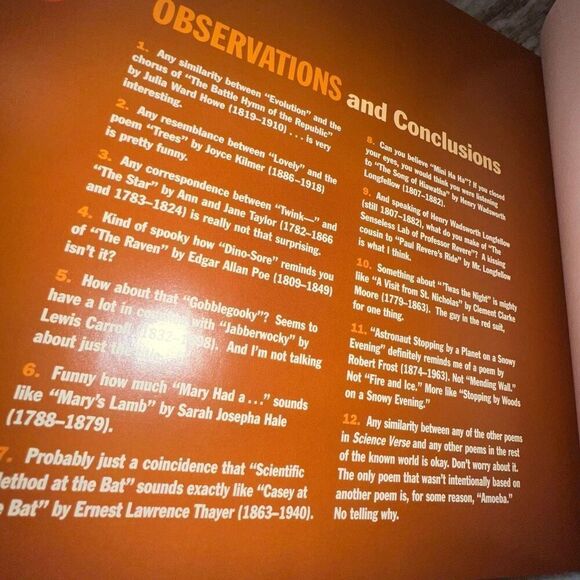 OBSERVATIONS and Conclusions
1. Any similarity between "Evolution" and the
chorus of "The Battle Hymn of the Republic"
by Julia Ward Howe (1819–1910) . . . is very
interesting.
2. Any resemblance between "Lovely" and the
poem "Trees" by Joyce Kilmer (1886–1918)
is pretty funny.
3. Any correspondence between "Twink—" and
"The Star" by Ann and Jane Taylor (1782–1866
and 1783–1824) is really not that surprising.
4. Kind of spooky how "Dino-Sore" reminds you
of "The Raven" by Edgar Allan Poe (1809–1849)
isn't it?
5. How about that "Gobblegooky"? Seems to
have a lot in common with "Jabberwocky" by
Lewis Carroll (1832–1898). And I'm not talking
about just the
6. Funny how much "Mary Had a . . ." sounds
like "Mary's Lamb" by Sarah Josepha Hale
(1788–1879).
7. Probably just a coincidence that "Scientific
Method at the Bat" sounds exactly like "Casey at
the Bat" by Ernest Lawrence Thayer (1863–1940).
8. Can you believe "Mini Ha Ha"? If you closed
your eyes, you would think you were listening
to "The Song of Hiawatha" by Henry Wadsworth
Longfellow (1807–1882).
9. And speaking of Henry Wadsworth Longfellow
(still 1807–1882), what do you make of "The
Senseless Lab of Professor Revere"? A kissing
cousin to "Paul Revere's Ride" by Mr. Longfellow
is what I think.
10. Something about "'Twas the Night" is mighty
like "A Visit from St. Nicholas" by Clement Clarke
Moore (1779–1863). The guy in the red suit,
for one thing.
11. "Astronaut Stopping by a Planet on a Snowy
Evening" definitely reminds me of a poem by
Robert Frost (1874–1963). Not "Mending Wall."
Not "Fire and Ice." More like "Stopping by Woods
on a Snowy Evening."
12. Any similarity between any of the other poems
in Science Verse and any other poems in the rest
of the known world is okay. Don't worry about it.
The only poem that wasn't intentionally based on
another poem is, for some reason, "Amoeba."
No telling why.